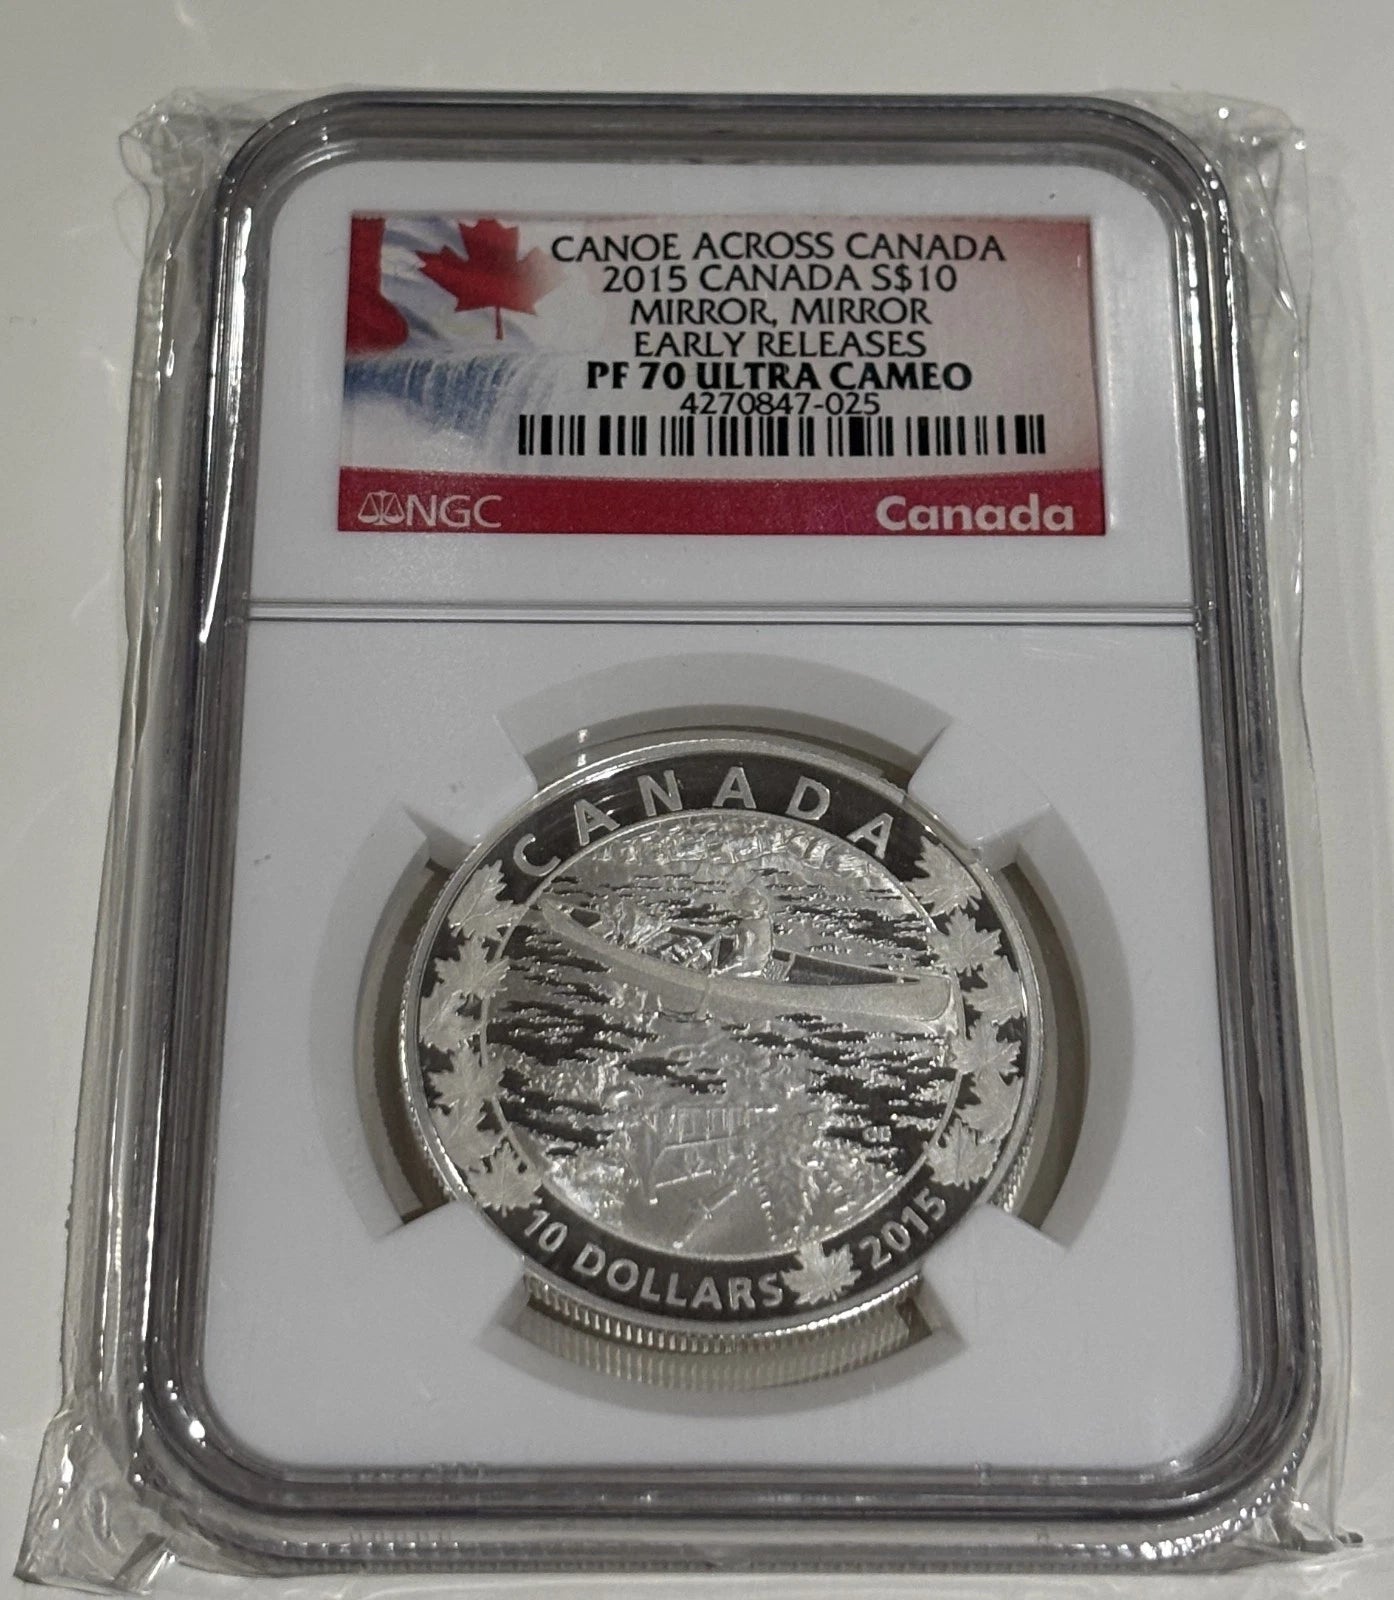 CANOE ACROSS CANADA
2015 CANADA S$10
MIRROR, MIRROR
EARLY RELEASES
PF 70 ULTRA CAMEO
4270847-025
NGC
Canada
CANADA
CB
10 DOLLARS
2015